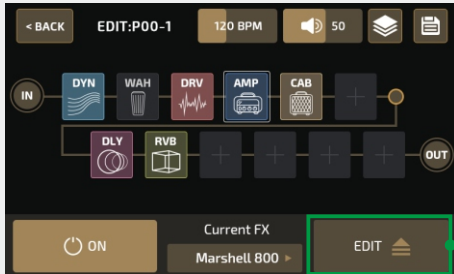 < BACK EDIT:P00-1 120 BPM 50
IN DYN WAH DRV AMP CAB
DLY RVB OUT
ON Current FX EDIT
Marshell 800